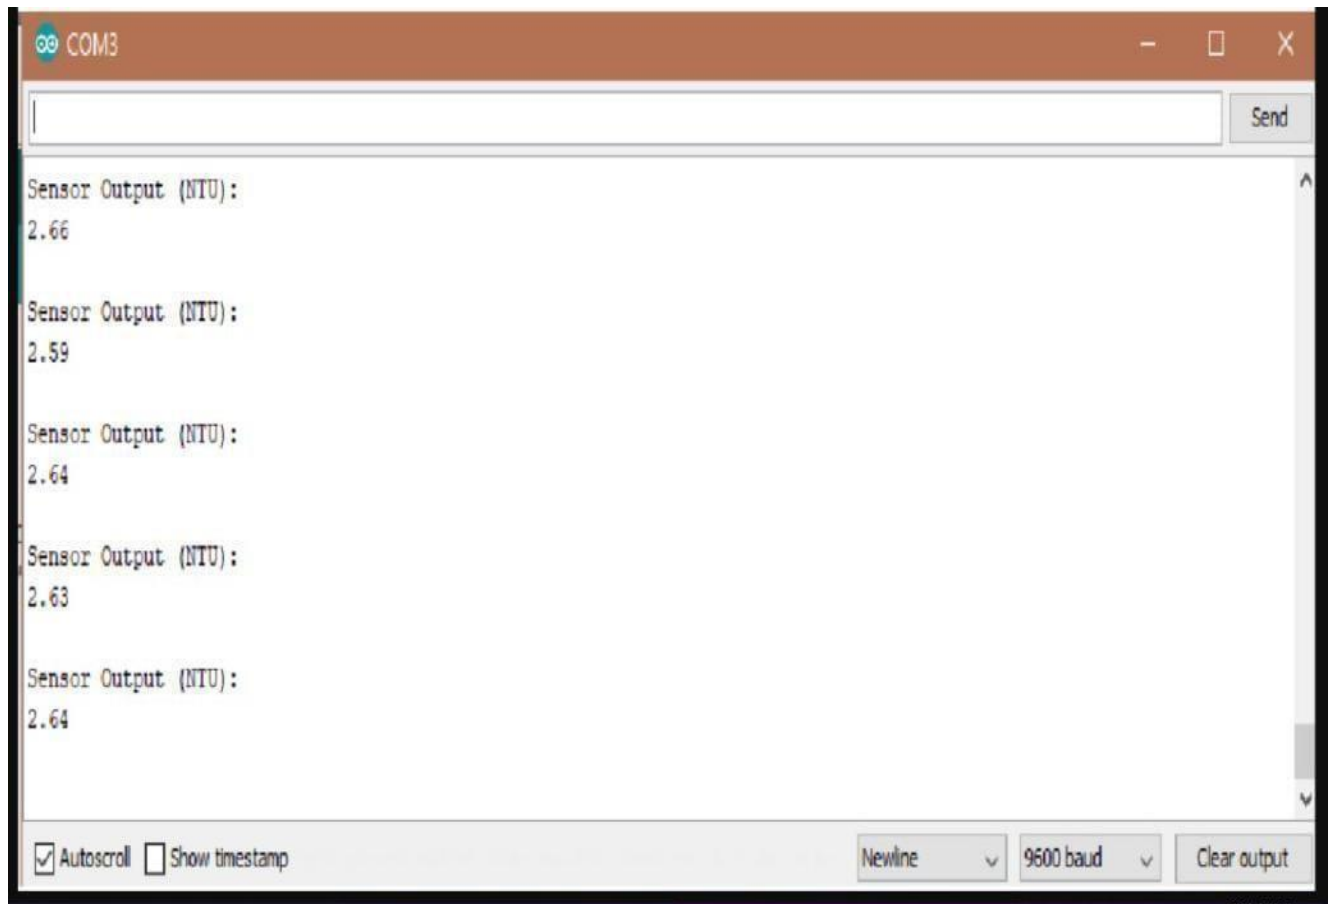 COM3
Send
Sensor Output (NTU):
2.66
Sensor Output (NTU):
2.59
Sensor Output (NTU):
2.64
Sensor Output (NTU):
2.63
Sensor Output (NTU):
2.64
Autoscroll Show timestamp Newline 9600 baud Clear output